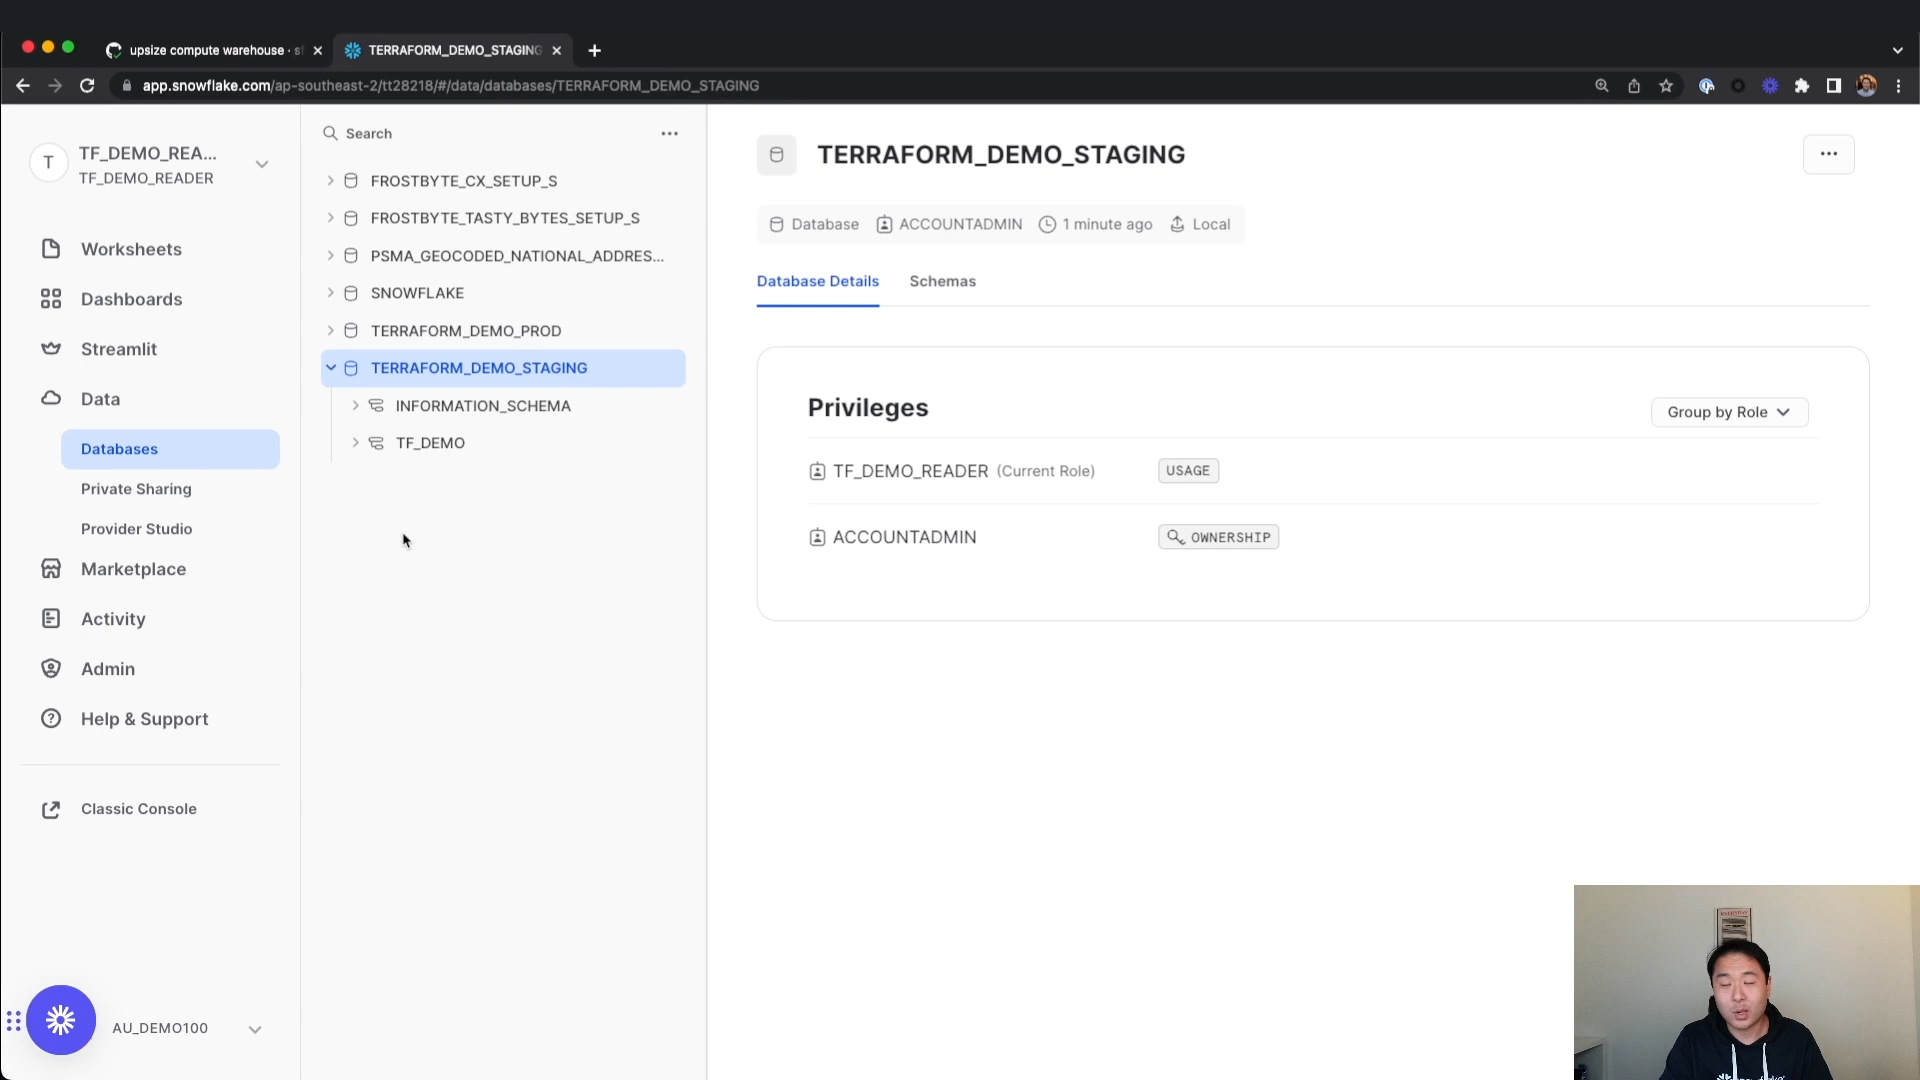 upsize compute warehouse · s
TERRAFORM_DEMO_STAGING
app.snowflake.com/ap-southeast-2/tt28218/#/data/databases/TERRAFORM_DEMO_STAGING
T
TF_DEMO_REA...
TF_DEMO_READER
Worksheets
Dashboards
Streamlit
Data
Databases
Private Sharing
Provider Studio
Marketplace
Activity
Admin
Help & Support
Classic Console
AU_DEMO100
Search
FROSTBYTE_CX_SETUP_S
FROSTBYTE_TASTY_BYTES_SETUP_S
PSMA_GEOCODED_NATIONAL_ADDRES...
SNOWFLAKE
TERRAFORM_DEMO_PROD
TERRAFORM_DEMO_STAGING
INFORMATION_SCHEMA
TF_DEMO
TERRAFORM_DEMO_STAGING
Database ACCOUNTADMIN 1 minute ago Local
Database Details Schemas
Privileges
Group by Role
TF_DEMO_READER (Current Role) USAGE
ACCOUNTADMIN OWNERSHIP